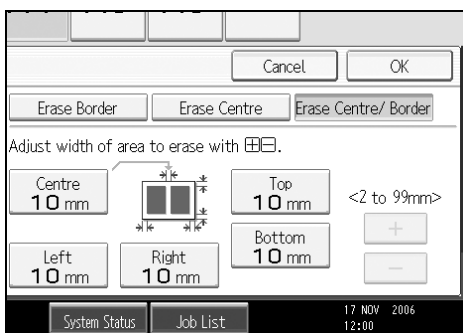 Cancel
OK
Erase Border
Erase Centre
Erase Centre/ Border
Adjust width of area to erase with ⊞⊟.
Centre
10 mm
Top
10 mm
<2 to 99mm>
+
Left
10 mm
Right
10 mm
Bottom
10 mm
−
System Status
Job List
17 NOV 2006
12:00